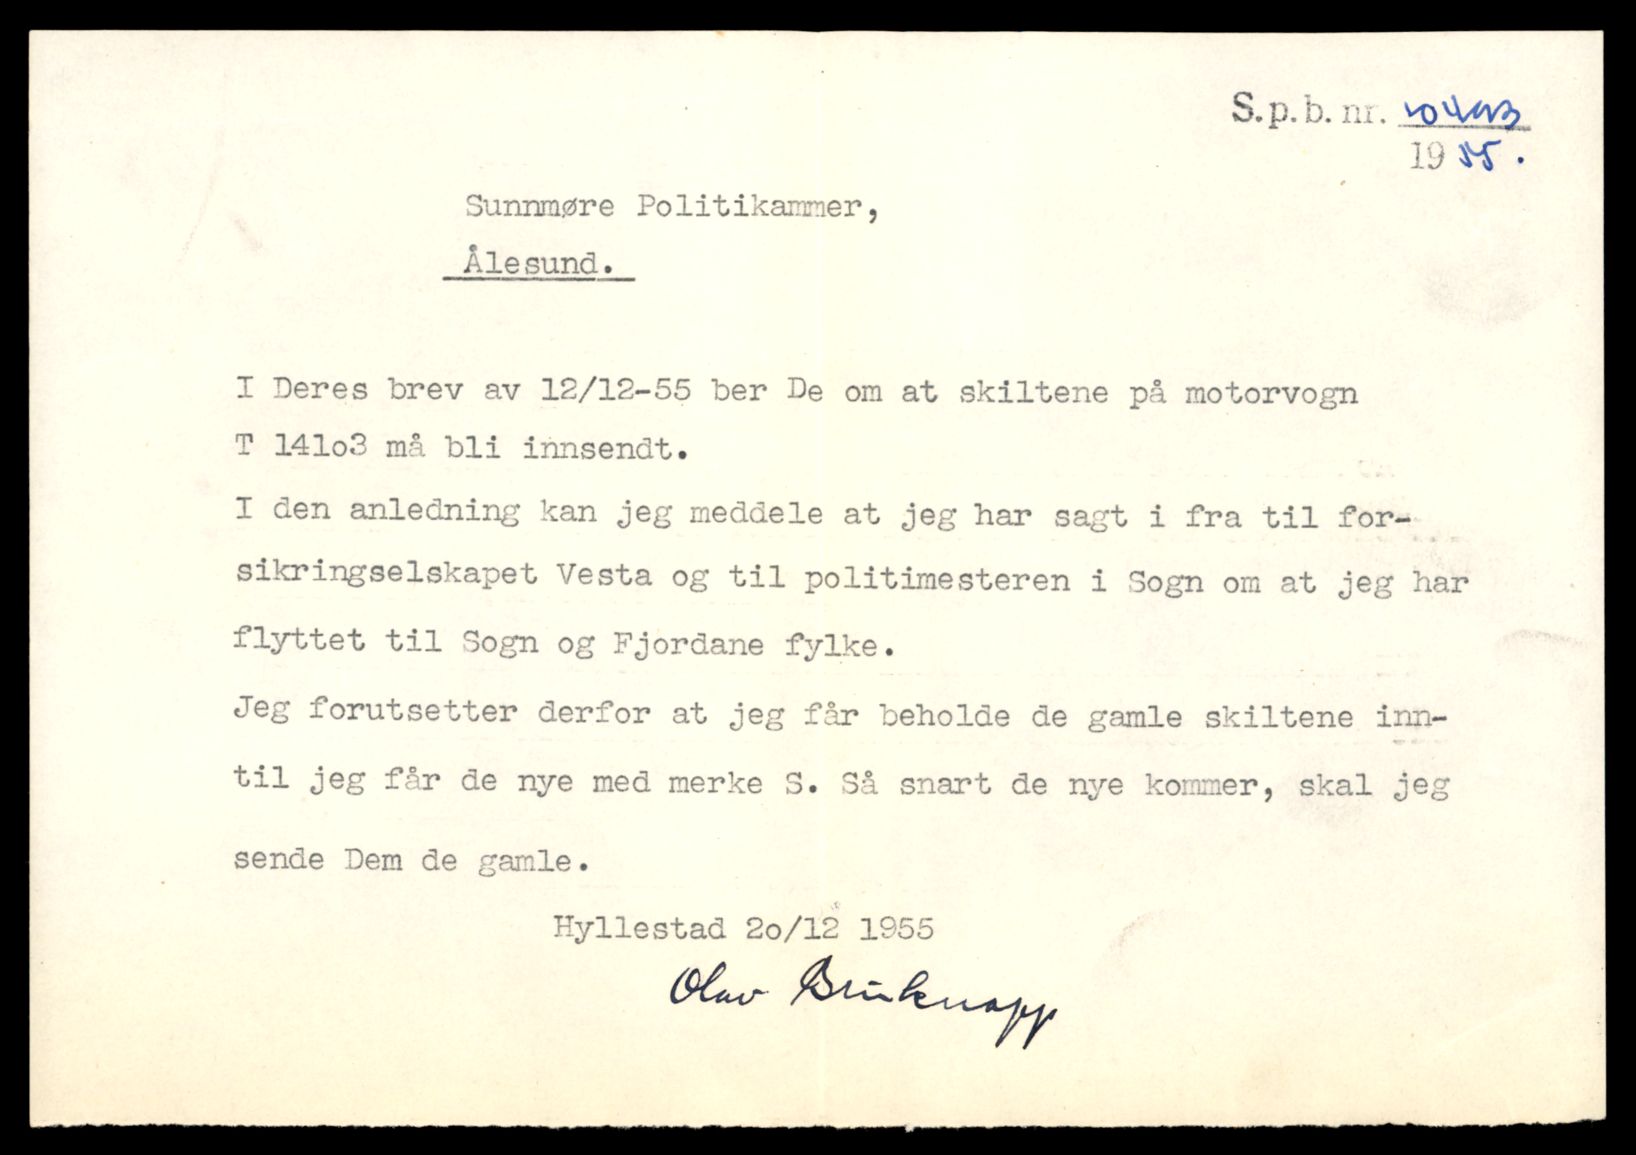 S.p.b. nr.
1955.
Sunnmøre Politikammer,
Ålesund.
I Deres brev av 12/12-55 ber De om at skiltene på motorvogn
T 141o3 må bli innsendt.
I den anledning kan jeg meddele at jeg har sagt i fra til for-
sikringselskapet Vesta og til politimesteren i Sogn om at jeg har
flyttet til Sogn og Fjordane fylke.
Jeg forutsetter derfor at jeg får beholde de gamle skiltene inn-
til jeg får de nye med merke S. Så snart de nye kommer, skal jeg
sende Dem de gamle.
Hyllestad 2o/12 1955
Olav